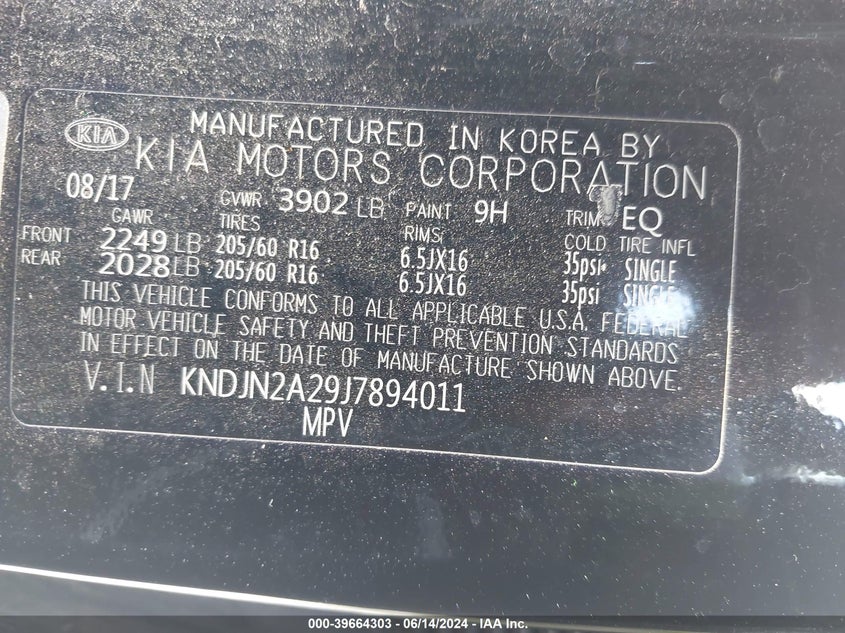 KIA MANUFACTURED IN KOREA BY
KIA MOTORS CORPORATION
08/17 GVWR 3902 LB PAINT 9H TRIM EQ
GAWR TIRES RIMS COLD TIRE INFL
FRONT 2249 LB 205/60 R16 6.5JX16 35psi SINGLE
REAR 2028 LB 205/60 R16 6.5JX16 35psi SINGLE
THIS VEHICLE CONFORMS TO ALL APPLICABLE U.S.A. FEDERAL
MOTOR VEHICLE SAFETY AND THEFT PREVENTION STANDARDS
IN EFFECT ON THE DATE OF MANUFACTURE SHOWN ABOVE.
V.I.N KNDJN2A29J7894011
MPV
000-39664303 - 06/14/2024 - IAA Inc.